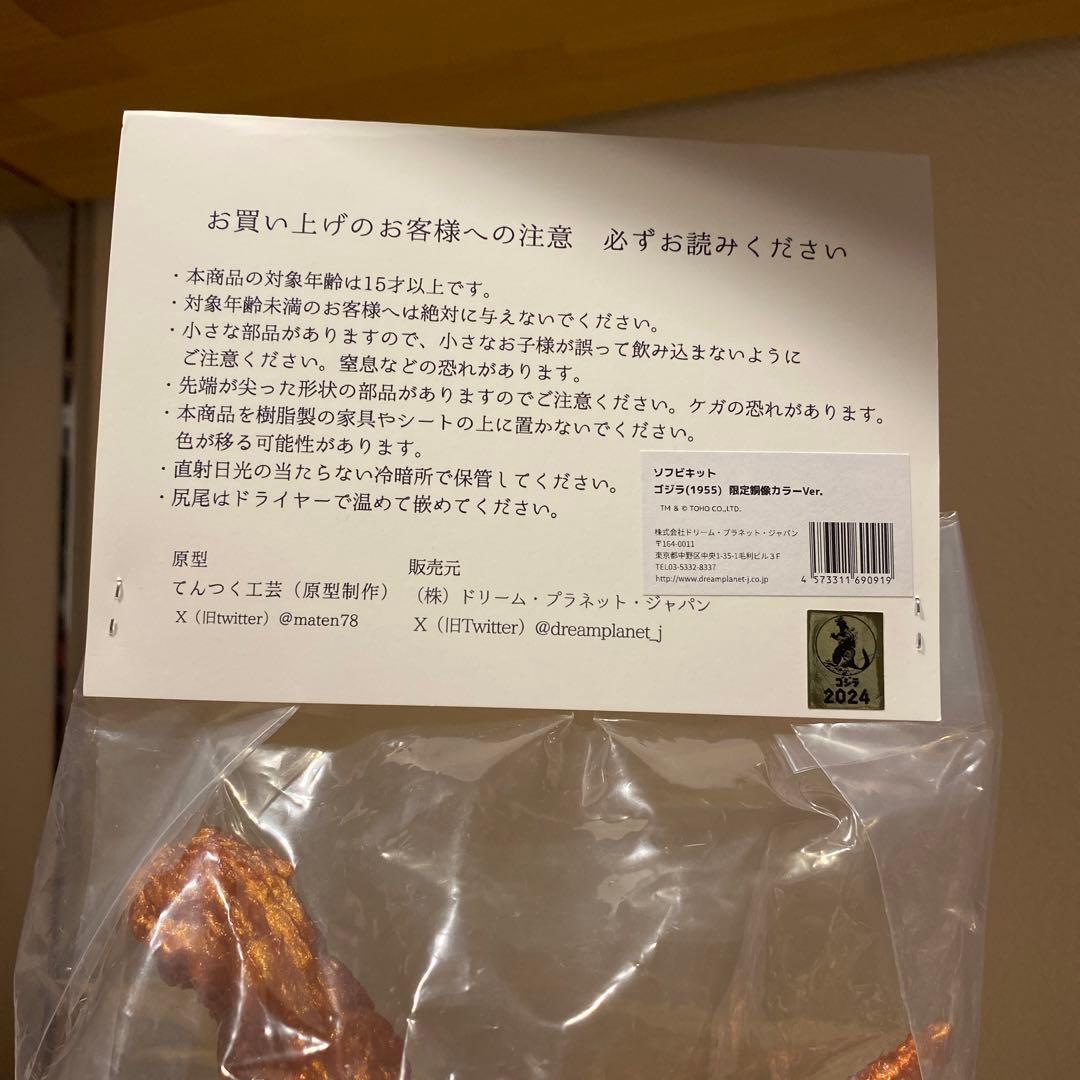 お買い上げのお客様への注意　必ずお読みください
・本商品の対象年齢は15才以上です。
・対象年齢未満のお客様へは絶対に与えないでください。
・小さな部品がありますので、小さなお子様が誤って飲み込まないように
ご注意ください。窒息などの恐れがあります。
・先端が尖った形状の部品がありますのでご注意ください。ケガの恐れがあります。
・本商品を樹脂製の家具やシートの上に置かないでください。
色が移る可能性があります。
・直射日光の当たらない冷暗所で保管してください。
・尻尾はドライヤーで温めて嵌めてください。
原型
てんつく工芸（原型制作）
X（旧twitter）@maten78
販売元
（株）ドリーム・プラネット・ジャパン
X（旧Twitter）@dreamplanet_j
ソフビキット
ゴジラ(1955) 限定銅像カラーVer.
TM & © TOHO CO.,LTD.
株式会社ドリーム・プラネット・ジャパン
〒164-0011
東京都中野区中央1-35-1毛利ビル３F
TEL03-5332-8337
http://www.dreamplanet-j.co.jp
4 573311 690919
ゴジラ
2024